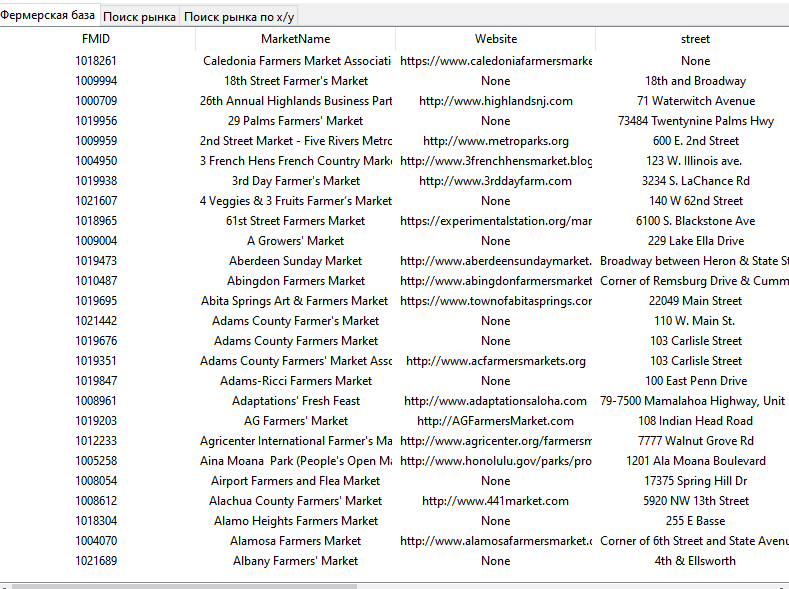 Фермерская база Поиск рынка Поиск рынка по x/y
FMID MarketName Website street
1018261 Caledonia Farmers Market Associati https://www.caledoniafarmersmarke None
1009994 18th Street Farmer's Market None 18th and Broadway
1000709 26th Annual Highlands Business Part http://www.highlandsnj.com 71 Waterwitch Avenue
1019956 29 Palms Farmers' Market None 73484 Twentynine Palms Hwy
1009959 2nd Street Market - Five Rivers Metrc http://www.metroparks.org 600 E. 2nd Street
1004950 3 French Hens French Country Marke http://www.3frenchhensmarket.blog 123 W. Illinois ave.
1019938 3rd Day Farmer's Market http://www.3rddayfarm.com 3234 S. LaChance Rd
1021607 4 Veggies & 3 Fruits Farmer's Market None 140 W 62nd Street
1018965 61st Street Farmers Market https://experimentalstation.org/mar 6100 S. Blackstone Ave
1009004 A Growers' Market None 229 Lake Ella Drive
1019473 Aberdeen Sunday Market http://www.aberdeensundaymarket. Broadway between Heron & State St
1010487 Abingdon Farmers Market http://www.abingdonfarmersmarket Corner of Remsburg Drive & Cumm
1019695 Abita Springs Art & Farmers Market https://www.townofabitasprings.cor 22049 Main Street
1021442 Adams County Farmer's Market None 110 W. Main St.
1019676 Adams County Farmers Market None 103 Carlisle Street
1019351 Adams County Farmers' Market Assc http://www.acfarmersmarkets.org 103 Carlisle Street
1019847 Adams-Ricci Farmers Market None 100 East Penn Drive
1008961 Adaptations' Fresh Feast http://www.adaptationsaloha.com 79-7500 Mamalahoa Highway, Unit
1019203 AG Farmers' Market http://AGFarmersMarket.com 108 Indian Head Road
1012233 Agricenter International Farmer's Ma http://www.agricenter.org/farmersm 7777 Walnut Grove Rd
1005258 Aina Moana Park (People's Open Ma http://www.honolulu.gov/parks/pro 1201 Ala Moana Boulevard
1008054 Airport Farmers and Flea Market None 17375 Spring Hill Dr
1008612 Alachua County Farmers' Market http://www.441market.com 5920 NW 13th Street
1018304 Alamo Heights Farmers Market None 255 E Basse
1004070 Alamosa Farmers' Market http://www.alamosafarmersmarket.c Corner of 6th Street and State Avenu
1021689 Albany Farmers' Market None 4th & Ellsworth